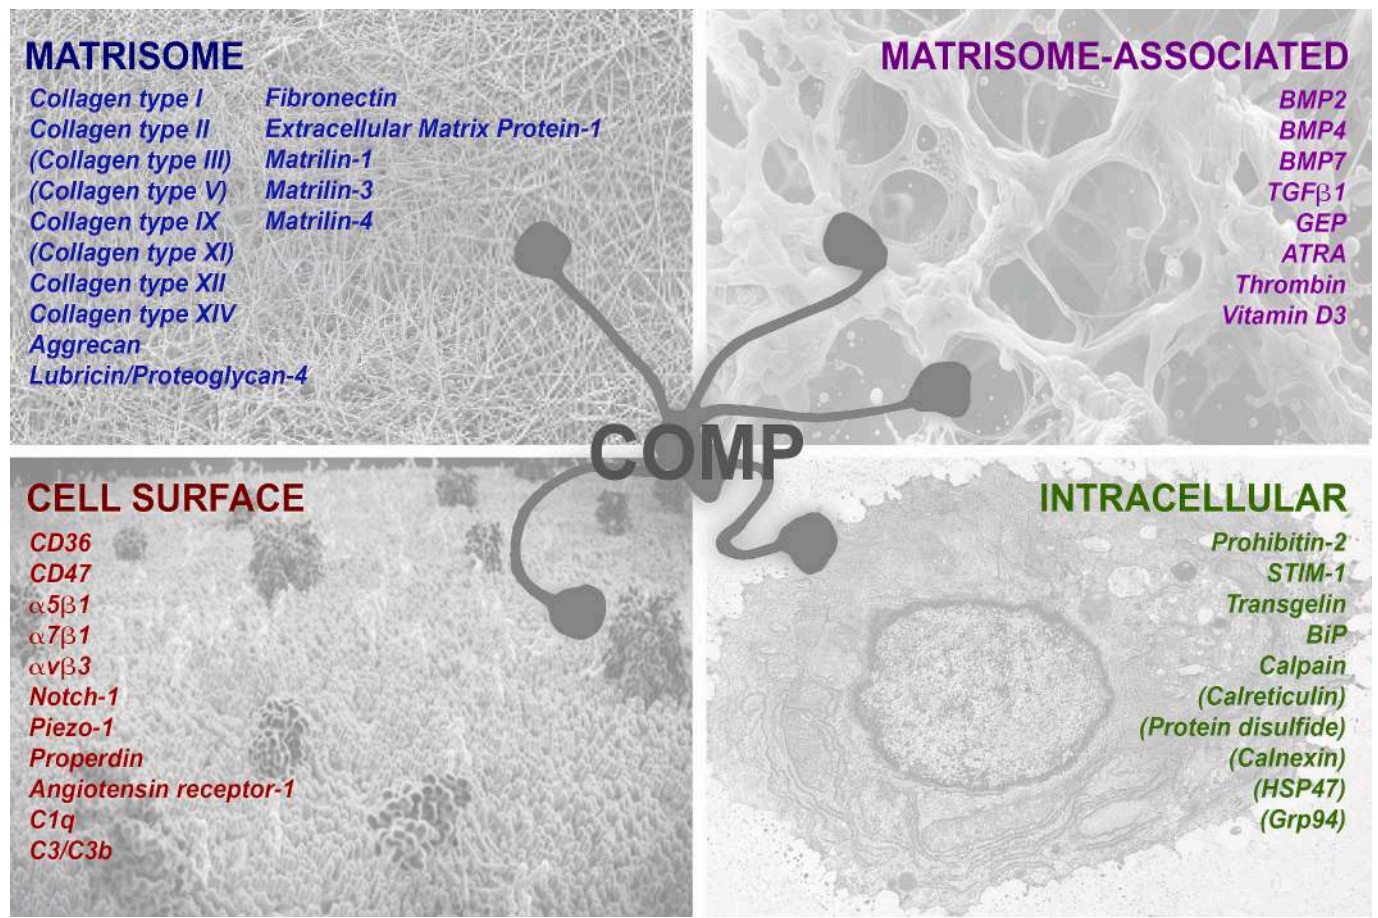 MATRISOME
Collagen type I
Collagen type II
(Collagen type III)
(Collagen type V)
Collagen type IX
(Collagen type XI)
Collagen type XII
Collagen type XIV
Aggrecan
Lubricin/Proteoglycan-4
Fibronectin
Extracellular Matrix Protein-1
Matrilin-1
Matrilin-3
Matrilin-4
MATRISOME-ASSOCIATED
BMP2
BMP4
BMP7
TGFβ1
GEP
ATRA
Thrombin
Vitamin D3
COMP
CELL SURFACE
CD36
CD47
α5β1
α7β1
αvβ3
Notch-1
Piezo-1
Properdin
Angiotensin receptor-1
C1q
C3/C3b
INTRACELLULAR
Prohibitin-2
STIM-1
Transgelin
BiP
Calpain
(Calreticulin)
(Protein disulfide)
(Calnexin)
(HSP47)
(Grp94)